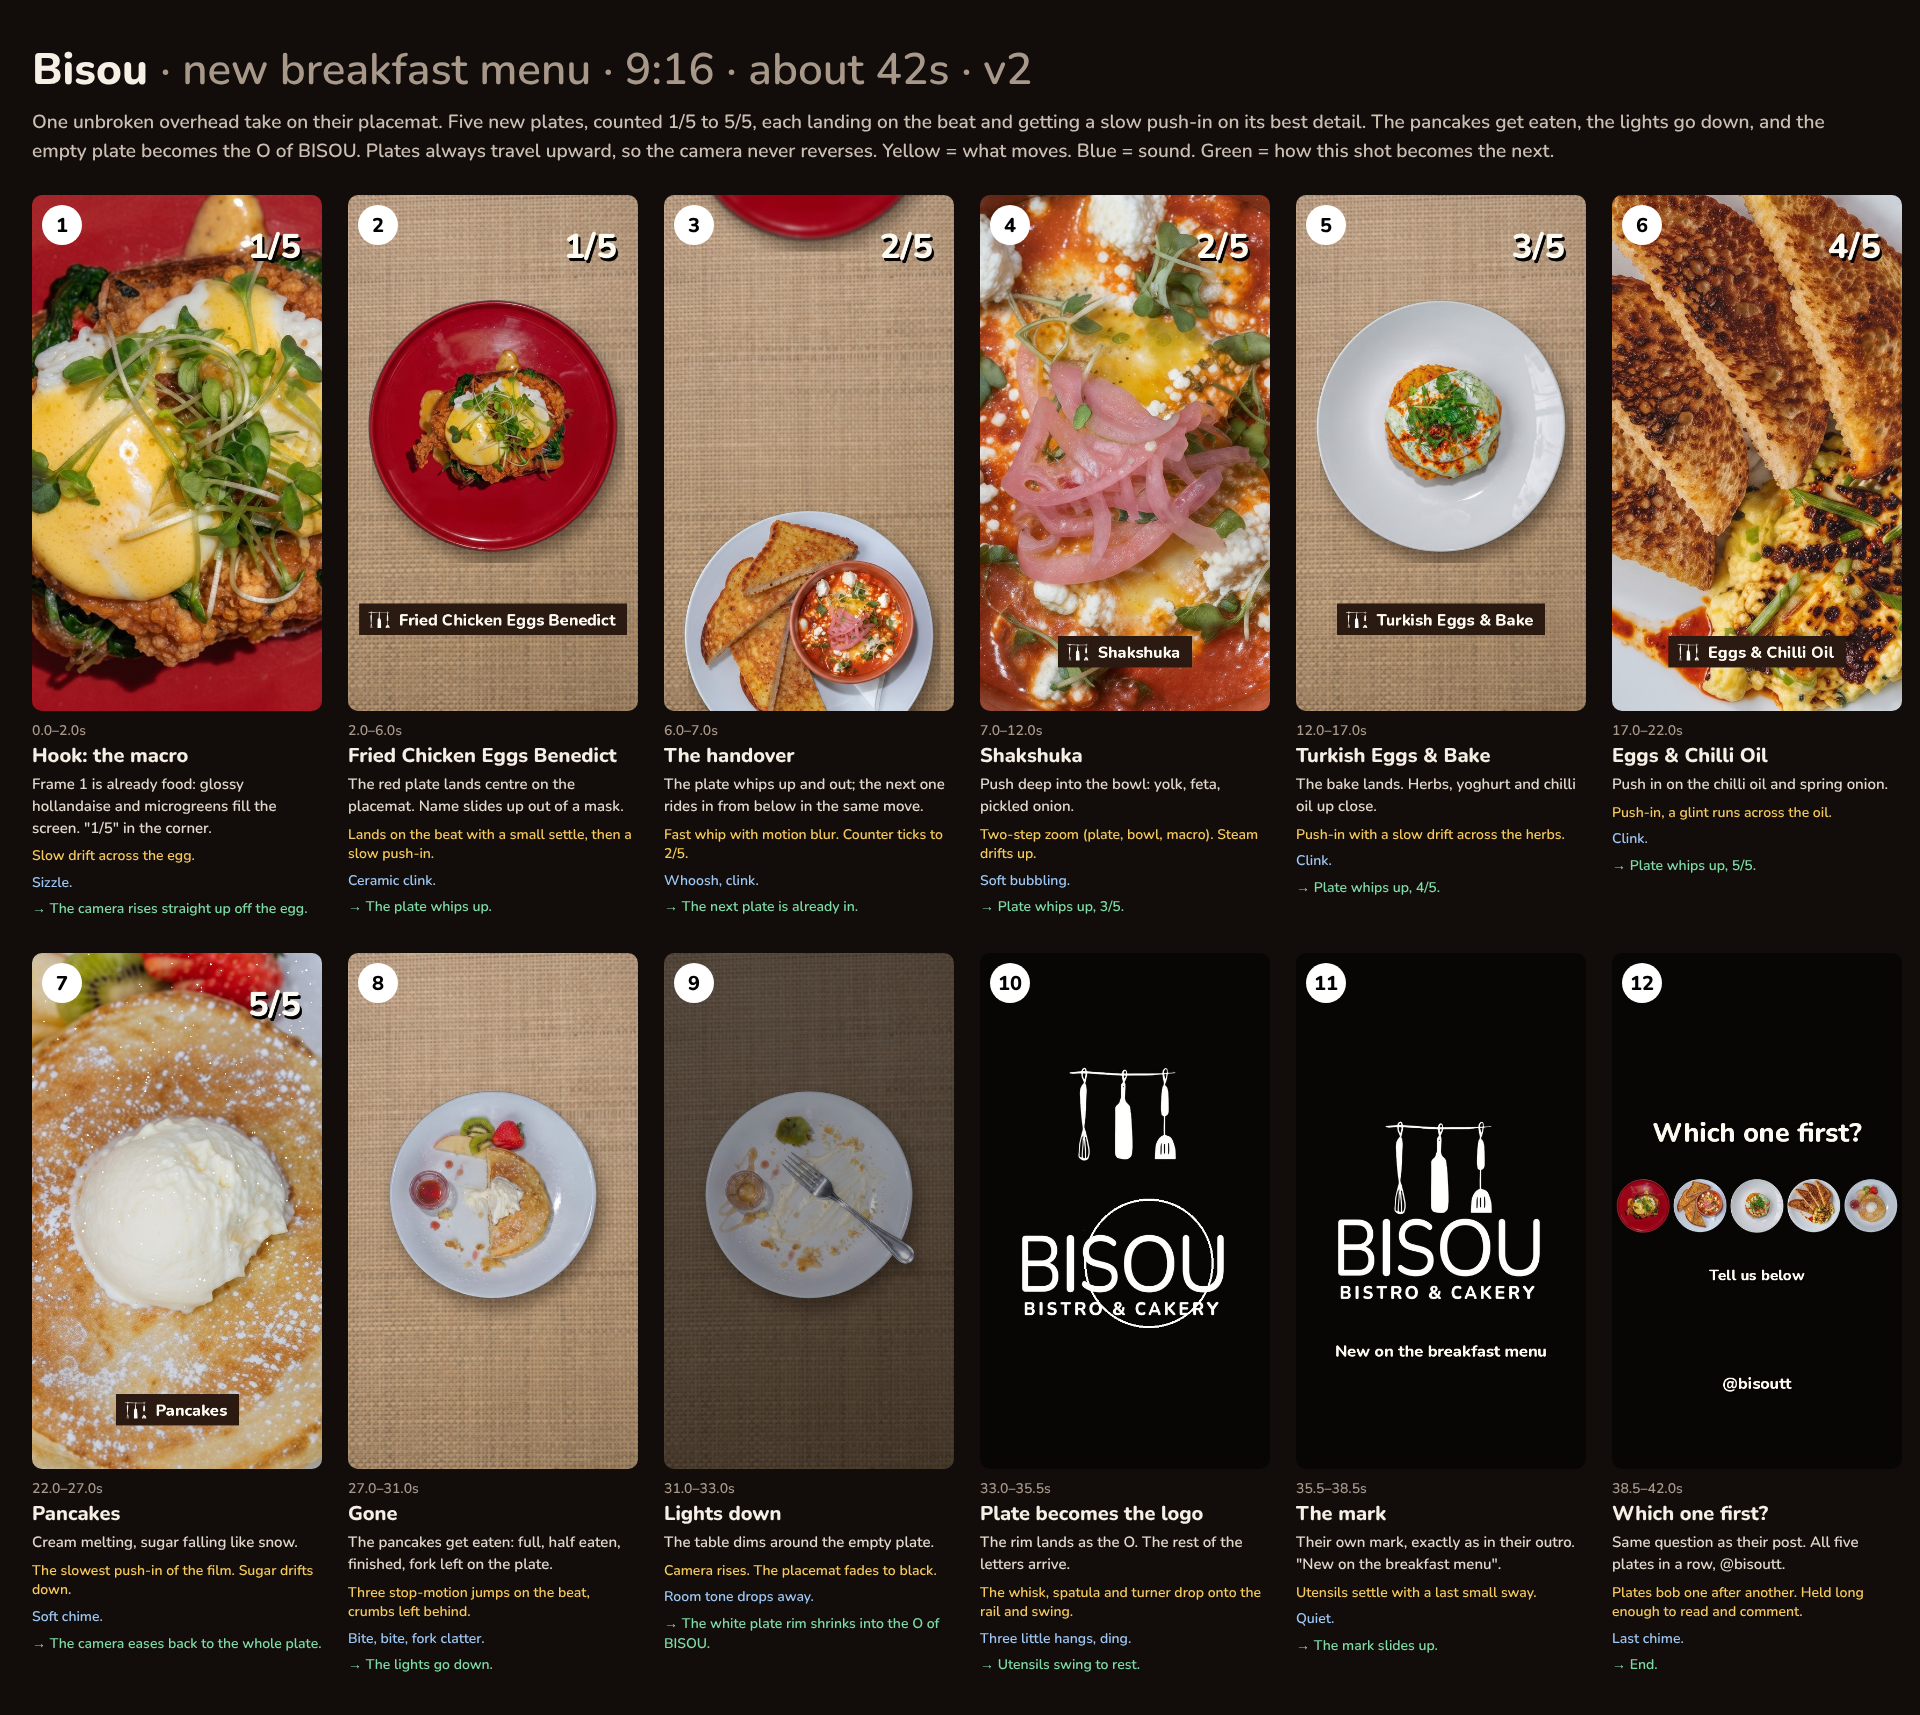 Bisou · new breakfast menu · 9:16 · about 42s · v2
One unbroken overhead take on their placemat. Five new plates, counted 1/5 to 5/5, each landing on the beat and getting a slow push-in on its best detail. The pancakes get eaten, the lights go down, and the
empty plate becomes the O of BISOU. Plates always travel upward, so the camera never reverses. Yellow = what moves. Blue = sound. Green = how this shot becomes the next.
1
1/5
0.0–2.0s
Hook: the macro
Frame 1 is already food: glossy
hollandaise and microgreens fill the
screen. "1/5" in the corner.
Slow drift across the egg.
Sizzle.
→ The camera rises straight up off the egg.
2
1/5
Fried Chicken Eggs Benedict
2.0–6.0s
Fried Chicken Eggs Benedict
The red plate lands centre on the
placemat. Name slides up out of a mask.
Lands on the beat with a small settle, then a
slow push-in.
Ceramic clink.
→ The plate whips up.
3
2/5
6.0–7.0s
The handover
The plate whips up and out; the next one
rides in from below in the same move.
Fast whip with motion blur. Counter ticks to
2/5.
Whoosh, clink.
→ The next plate is already in.
4
2/5
Shakshuka
7.0–12.0s
Shakshuka
Push deep into the bowl: yolk, feta,
pickled onion.
Two-step zoom (plate, bowl, macro). Steam
drifts up.
Soft bubbling.
→ Plate whips up, 3/5.
5
3/5
Turkish Eggs & Bake
12.0–17.0s
Turkish Eggs & Bake
The bake lands. Herbs, yoghurt and chilli
oil up close.
Push-in with a slow drift across the herbs.
Clink.
→ Plate whips up, 4/5.
6
4/5
Eggs & Chilli Oil
17.0–22.0s
Eggs & Chilli Oil
Push in on the chilli oil and spring onion.
Push-in, a glint runs across the oil.
Clink.
→ Plate whips up, 5/5.
7
5/5
Pancakes
22.0–27.0s
Pancakes
Cream melting, sugar falling like snow.
The slowest push-in of the film. Sugar drifts
down.
Soft chime.
→ The camera eases back to the whole plate.
8
27.0–31.0s
Gone
The pancakes get eaten: full, half eaten,
finished, fork left on the plate.
Three stop-motion jumps on the beat,
crumbs left behind.
Bite, bite, fork clatter.
→ The lights go down.
9
31.0–33.0s
Lights down
The table dims around the empty plate.
Camera rises. The placemat fades to black.
Room tone drops away.
→ The white plate rim shrinks into the O of
BISOU.
10
BISOU
BISTRO & CAKERY
33.0–35.5s
Plate becomes the logo
The rim lands as the O. The rest of the
letters arrive.
The whisk, spatula and turner drop onto the
rail and swing.
Three little hangs, ding.
→ Utensils swing to rest.
11
BISOU
BISTRO & CAKERY
New on the breakfast menu
35.5–38.5s
The mark
Their own mark, exactly as in their outro.
"New on the breakfast menu".
Utensils settle with a last small sway.
Quiet.
→ The mark slides up.
12
Which one first?
Tell us below
@bisoutt
38.5–42.0s
Which one first?
Same question as their post. All five
plates in a row, @bisoutt.
Plates bob one after another. Held long
enough to read and comment.
Last chime.
→ End.